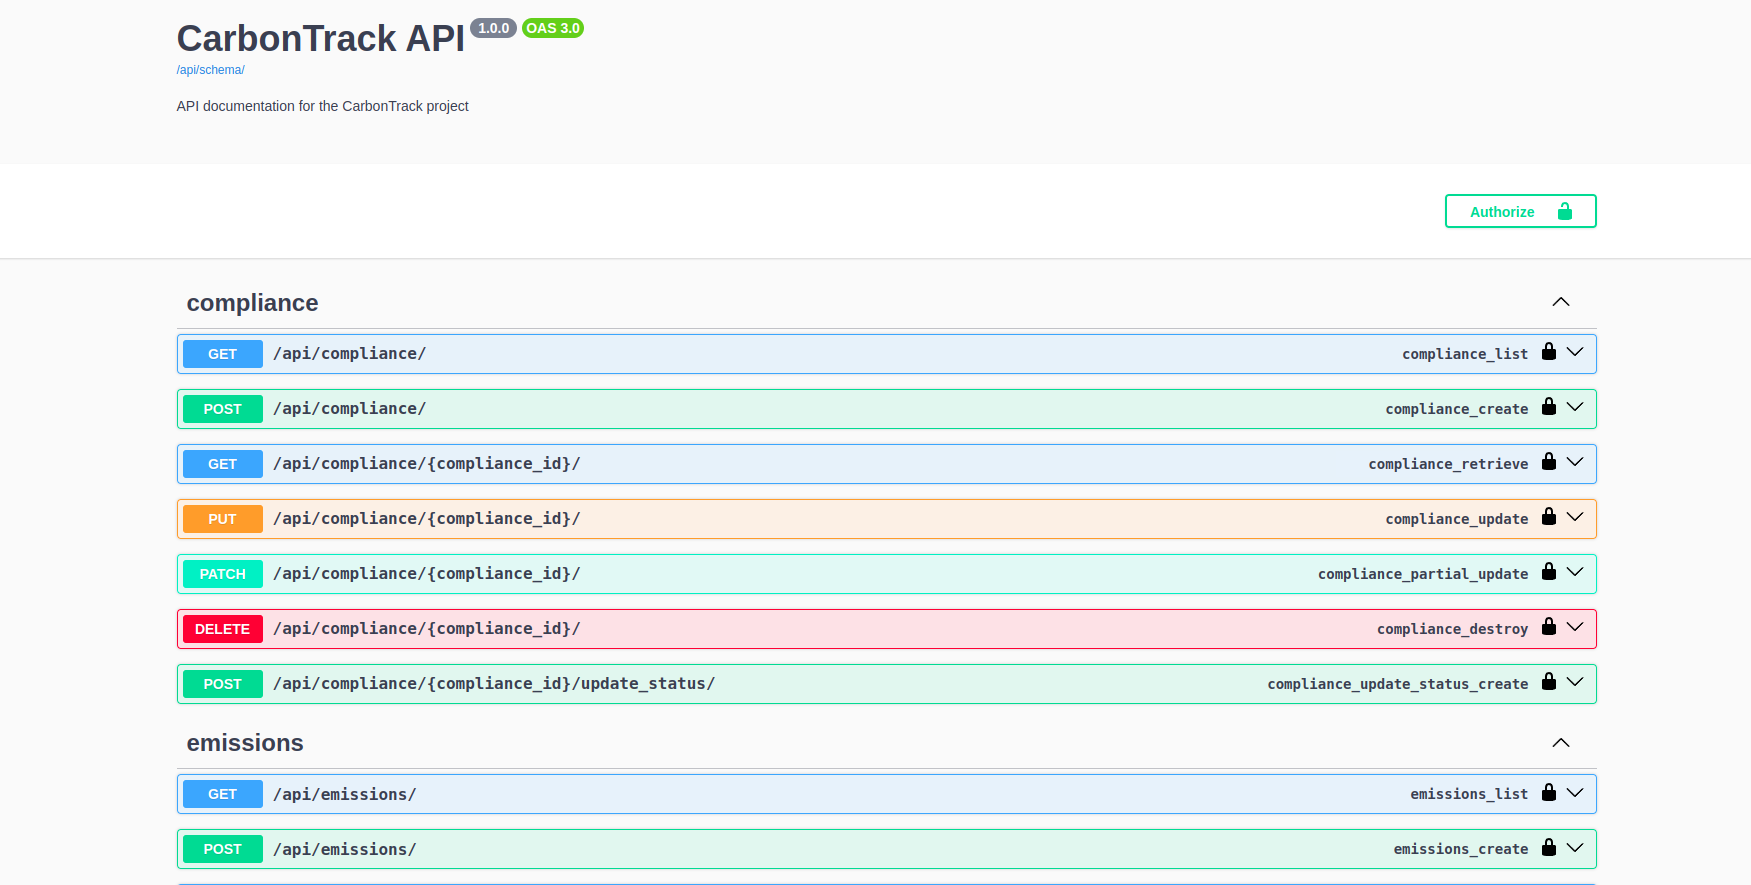 CarbonTrack API 1.0.0 OAS 3.0
/api/schema/
API documentation for the CarbonTrack project
Authorize
compliance
GET /api/compliance/ compliance_list
POST /api/compliance/ compliance_create
GET /api/compliance/{compliance_id}/ compliance_retrieve
PUT /api/compliance/{compliance_id}/ compliance_update
PATCH /api/compliance/{compliance_id}/ compliance_partial_update
DELETE /api/compliance/{compliance_id}/ compliance_destroy
POST /api/compliance/{compliance_id}/update_status/ compliance_update_status_create
emissions
GET /api/emissions/ emissions_list
POST /api/emissions/ emissions_create